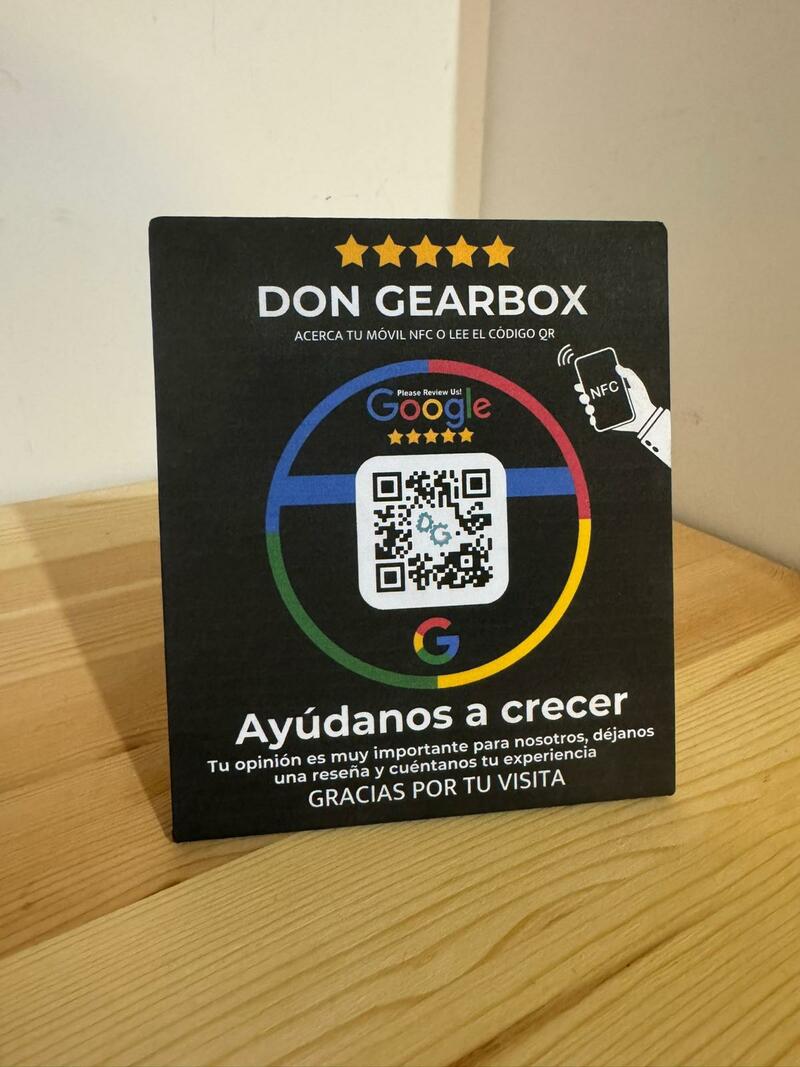 DON GEARBOX
ACERCA TU MÓVIL NFC O LEE EL CÓDIGO QR
NFC
Please Review Us!
Google
DG
G
Ayúdanos a crecer
Tu opinión es muy importante para nosotros, déjanos
una reseña y cuéntanos tu experiencia
GRACIAS POR TU VISITA